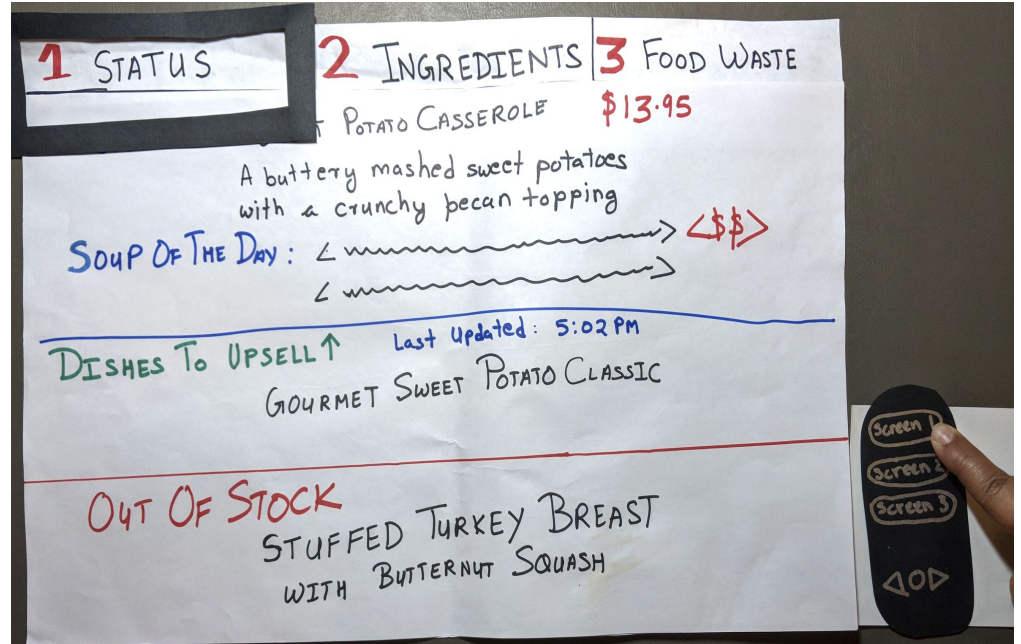 1 STATUS
2 INGREDIENTS
3 FOOD WASTE
POTATO CASSEROLE $13.95
A buttery mashed sweet potatoes
with a crunchy pecan topping
SOUP OF THE DAY: <$$>
DISHES TO UPSELL↑ Last Updated: 5:02 PM
GOURMET SWEET POTATO CLASSIC
OUT OF STOCK
STUFFED TURKEY BREAST
WITH BUTTERNUT SQUASH
Screen 1
Screen 2
Screen 3